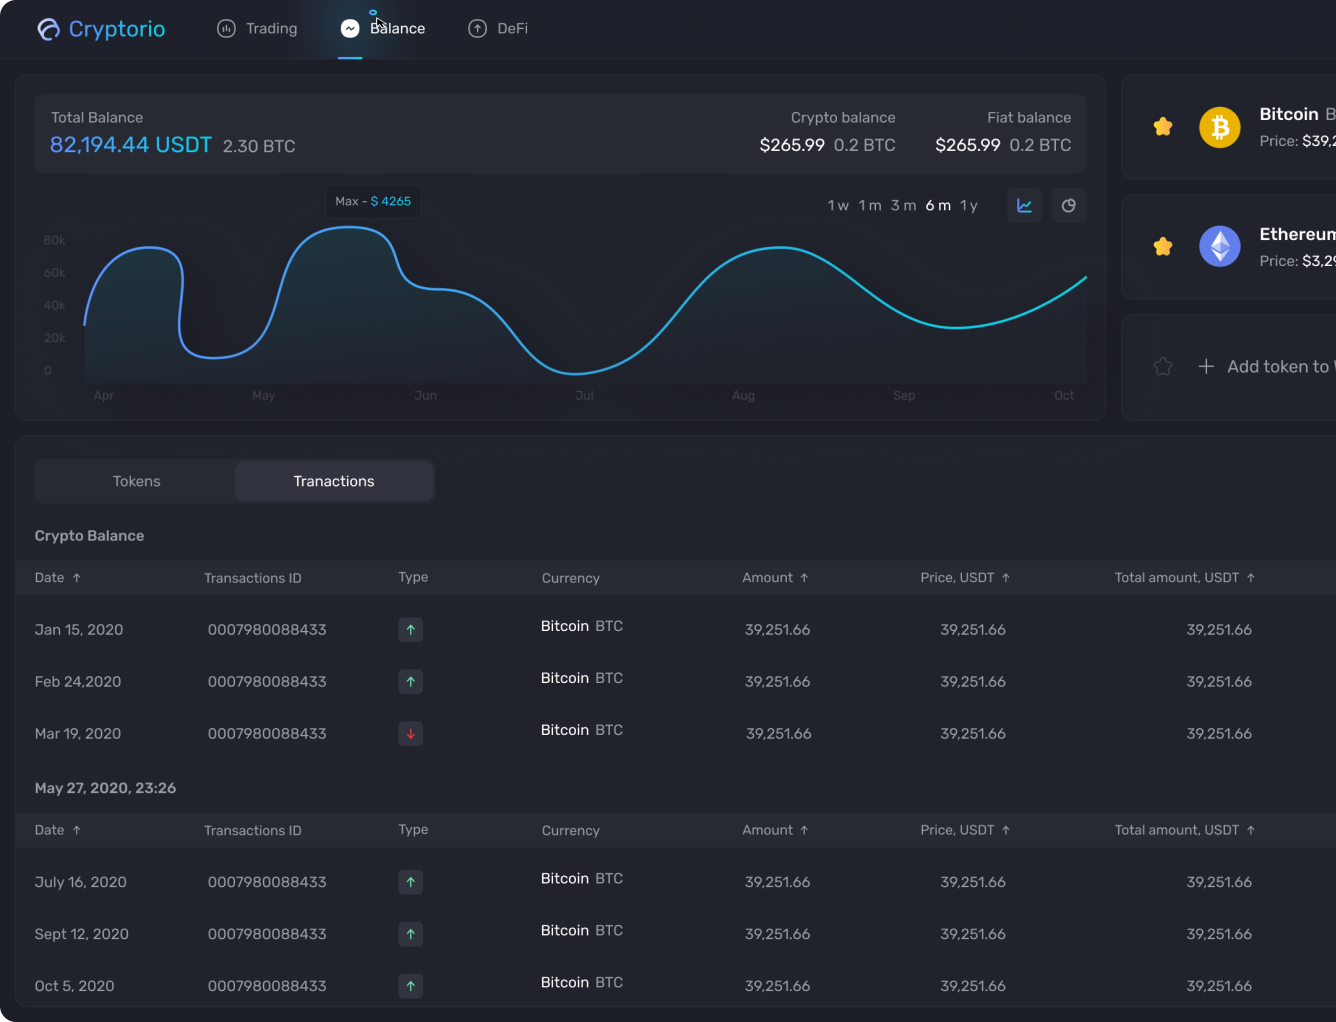 Cryptorio Trading Balance DeFi
Total Balance
82,194.44 USDT 2.30 BTC
Crypto balance
$265.99 0.2 BTC
Fiat balance
$265.99 0.2 BTC
Max - $ 4265
1 w 1 m 3 m 6 m 1 y
80k
60k
40k
20k
0
Apr May Jun Jul Aug Sep Oct
Bitcoin B
Price: $39,2
Ethereum
Price: $3,29
Add token to
Tokens Tranactions
Crypto Balance
Date ↑ Transactions ID Type Currency Amount ↑ Price, USDT ↑ Total amount, USDT ↑
Jan 15, 2020 0007980088433 ↑ Bitcoin BTC 39,251.66 39,251.66 39,251.66
Feb 24,2020 0007980088433 ↑ Bitcoin BTC 39,251.66 39,251.66 39,251.66
Mar 19, 2020 0007980088433 ↓ Bitcoin BTC 39,251.66 39,251.66 39,251.66
May 27, 2020, 23:26
Date ↑ Transactions ID Type Currency Amount ↑ Price, USDT ↑ Total amount, USDT ↑
July 16, 2020 0007980088433 ↑ Bitcoin BTC 39,251.66 39,251.66 39,251.66
Sept 12, 2020 0007980088433 ↑ Bitcoin BTC 39,251.66 39,251.66 39,251.66
Oct 5, 2020 0007980088433 ↑ Bitcoin BTC 39,251.66 39,251.66 39,251.66